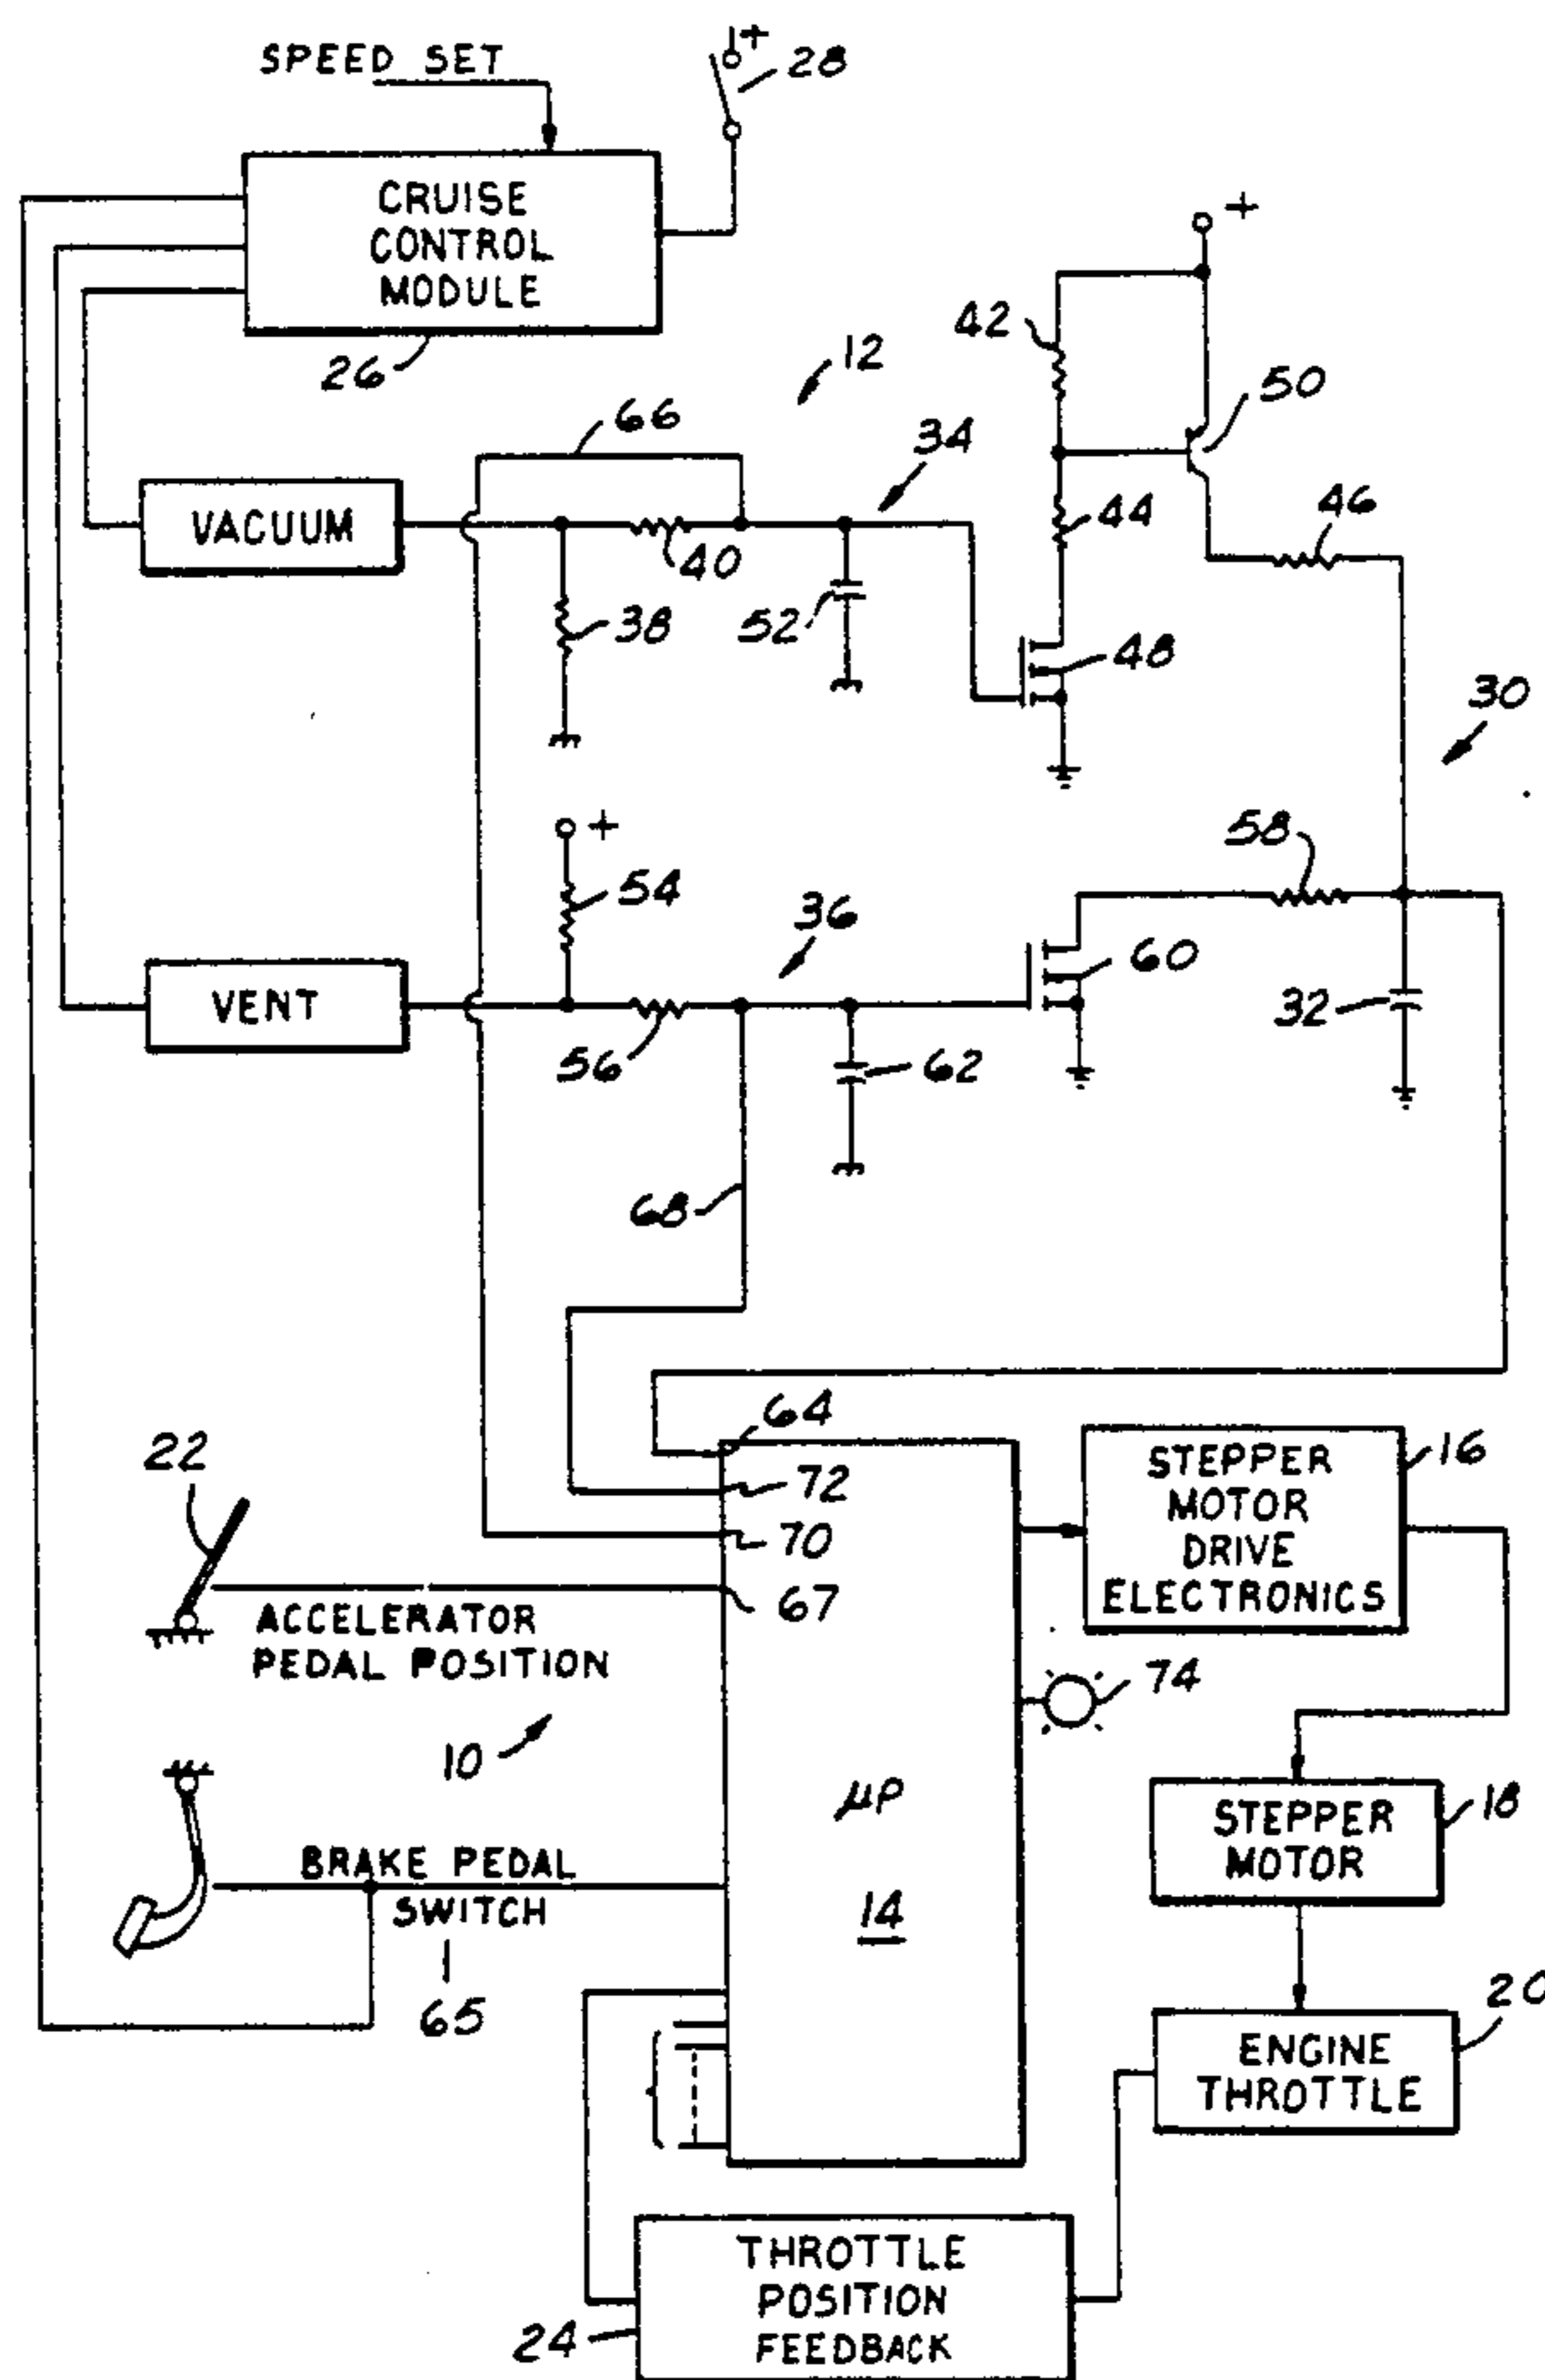 SPEED SET
+
28
CRUISE
CONTROL
MODULE
26
+
12
42
50
66
34
VACUUM
40
44
46
38
52
48
30
+
58
54
36
60
VENT
56
62
32
68
64
22
72
STEPPER
MOTOR
DRIVE
ELECTRONICS
16
70
67
ACCELERATOR
PEDAL POSITION
74
10
μP
STEPPER
MOTOR
18
BRAKE PEDAL
SWITCH
14
65
20
ENGINE
THROTTLE
THROTTLE
POSITION
FEEDBACK
24